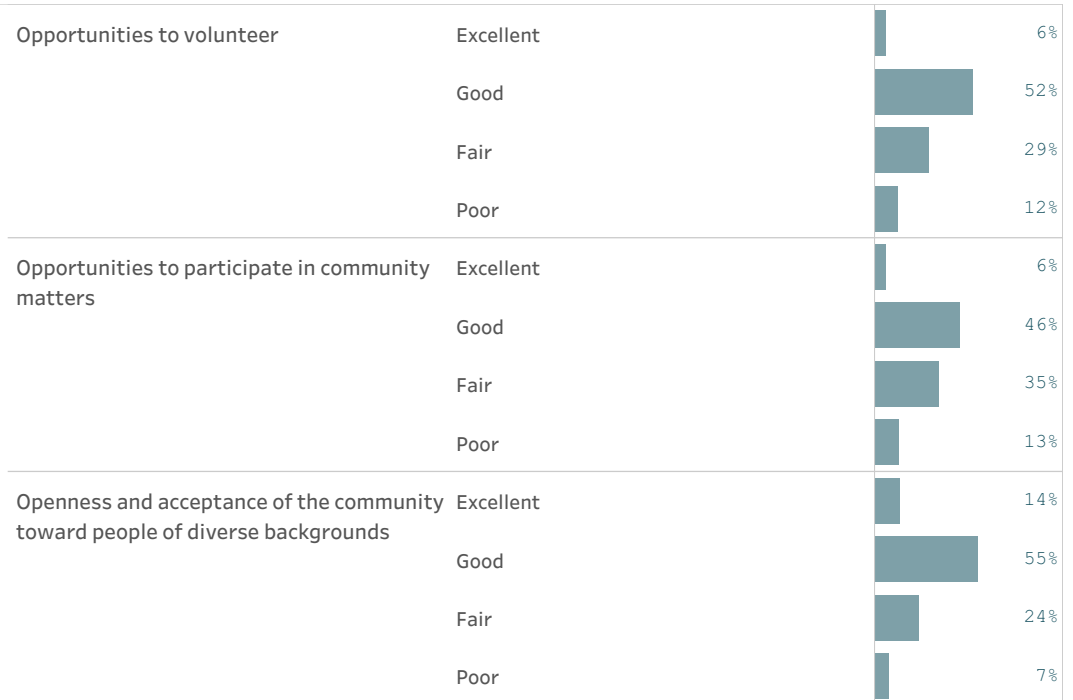 Opportunities to volunteer Excellent 6%
Good 52%
Fair 29%
Poor 12%
Opportunities to participate in community Excellent 6%
matters
Good 46%
Fair 35%
Poor 13%
Openness and acceptance of the community Excellent 14%
toward people of diverse backgrounds
Good 55%
Fair 24%
Poor 7%